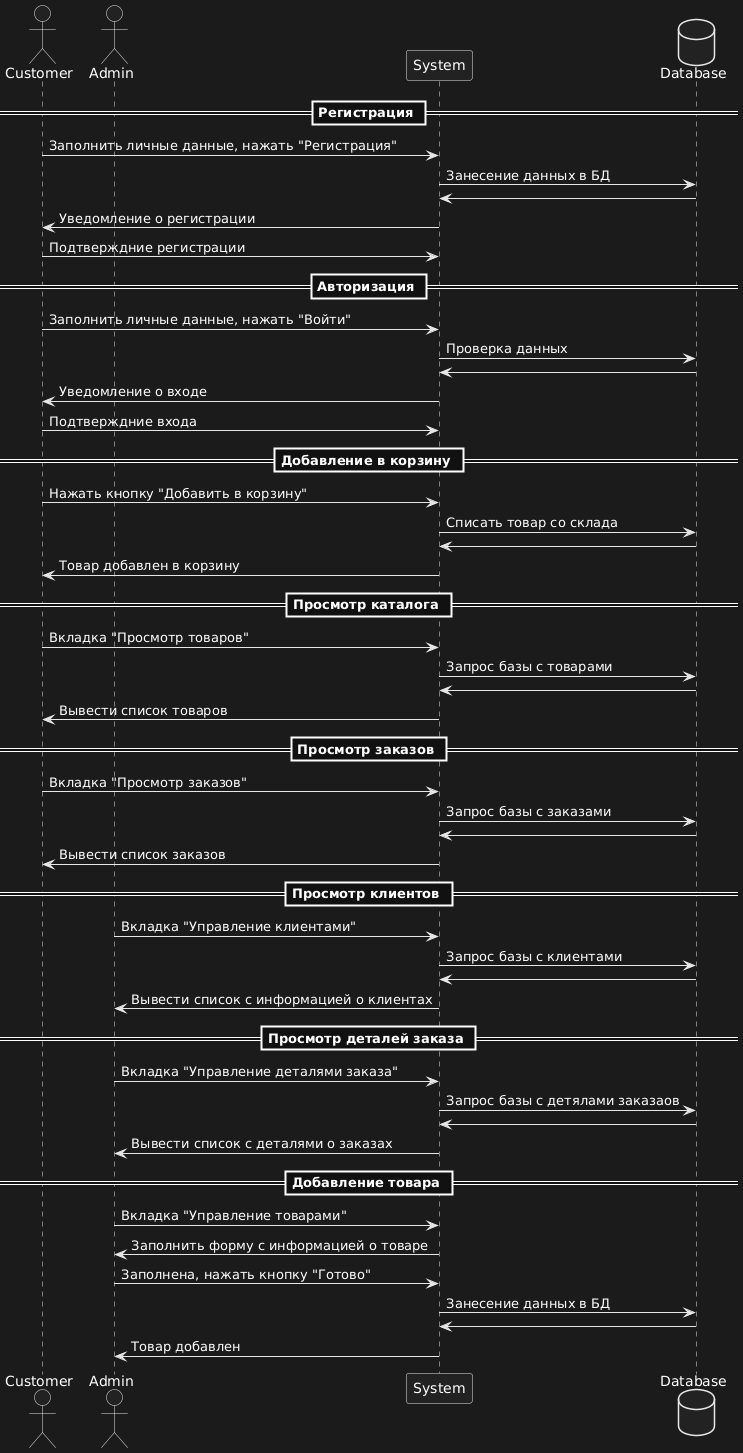 Customer
Admin
System
Database
Регистрация
Заполнить личные данные, нажать "Регистрация"
Занесение данных в БД
Уведомление о регистрации
Подтверждние регистрации
Авторизация
Заполнить личные данные, нажать "Войти"
Проверка данных
Уведомление о входе
Подтверждние входа
Добавление в корзину
Нажать кнопку "Добавить в корзину"
Списать товар со склада
Товар добавлен в корзину
Просмотр каталога
Вкладка "Просмотр товаров"
Запрос базы с товарами
Вывести список товаров
Просмотр заказов
Вкладка "Просмотр заказов"
Запрос базы с заказами
Вывести список заказов
Просмотр клиентов
Вкладка "Управление клиентами"
Запрос базы с клиентами
Вывести список с информацией о клиентах
Просмотр деталей заказа
Вкладка "Управление деталями заказа"
Запрос базы с детялами заказаов
Вывести список с деталями о заказах
Добавление товара
Вкладка "Управление товарами"
Заполнить форму с информацией о товаре
Заполнена, нажать кнопку "Готово"
Занесение данных в БД
Товар добавлен
Customer
Admin
System
Database